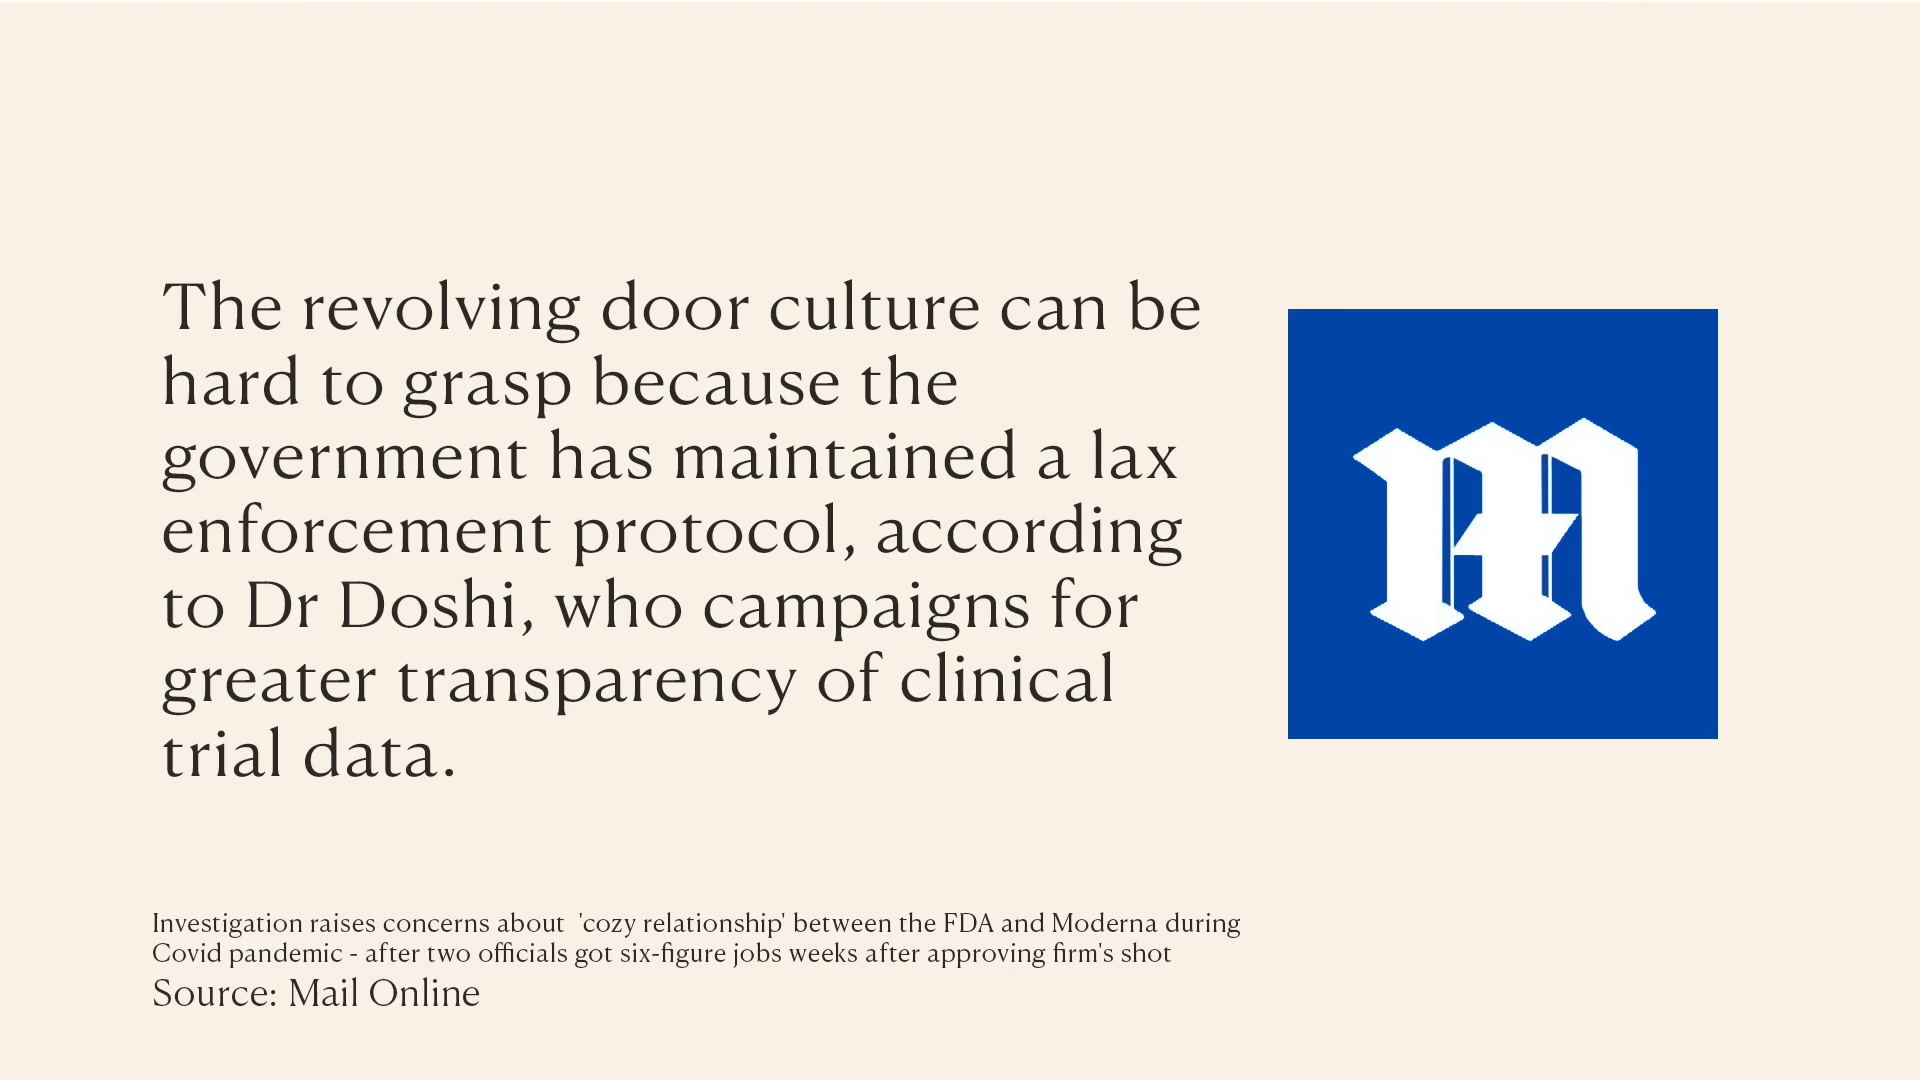 The revolving door culture can be
hard to grasp because the
government has maintained a lax
enforcement protocol, according
to Dr Doshi, who campaigns for
greater transparency of clinical
trial data.
m
Investigation raises concerns about  'cozy relationship' between the FDA and Moderna during
Covid pandemic - after two officials got six-figure jobs weeks after approving firm's shot
Source: Mail Online